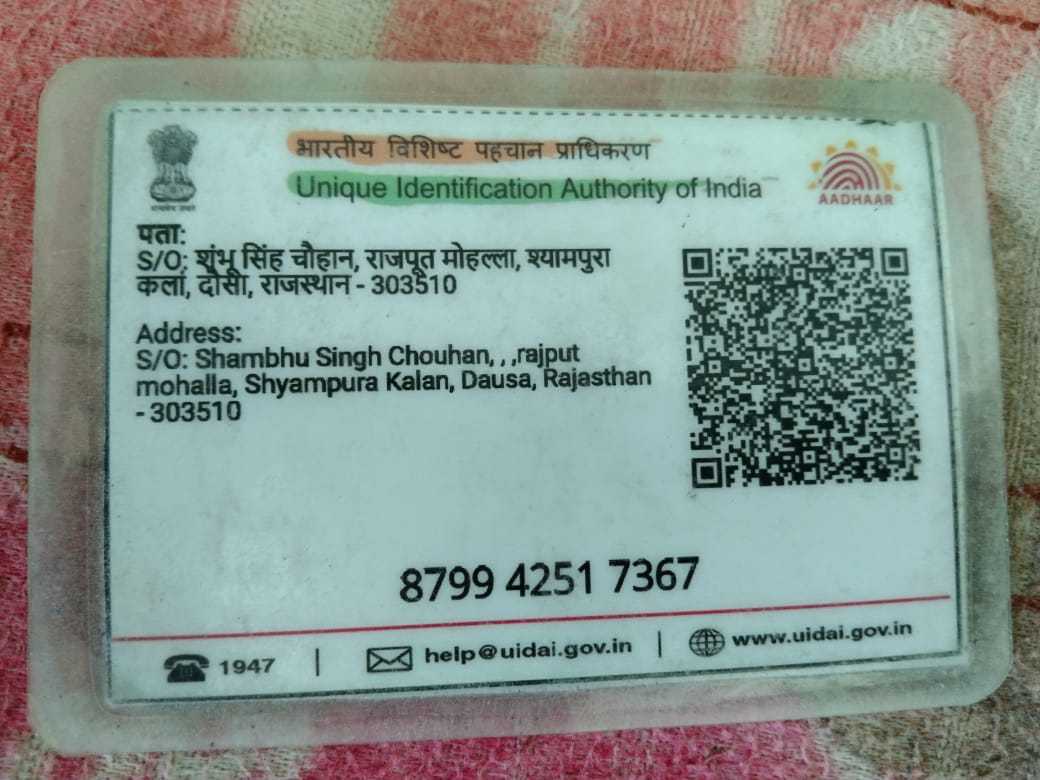 भारतीय विशिष्ट पहचान प्राधिकरण
Unique Identification Authority of India
AADHAAR
पता:
S/O: शंभू सिंह चौहान, राजपूत मोहल्ला, श्यामपुरा
कलां, दौसा, राजस्थान - 303510
Address:
S/O: Shambhu Singh Chouhan, , ,rajput
mohalla, Shyampura Kalan, Dausa, Rajasthan
- 303510
8799 4251 7367
1947 | help@uidai.gov.in | www.uidai.gov.in